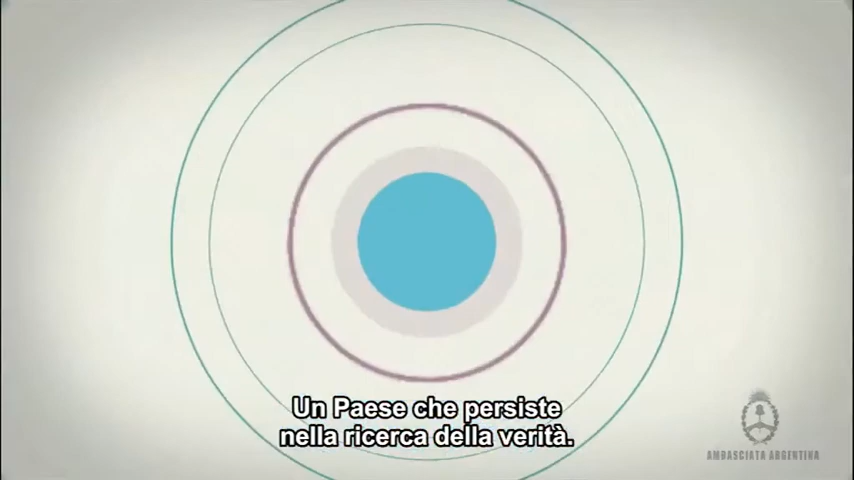 Un Paese che persiste
nella ricerca della verità.
AMBASCIATA ARGENTINA